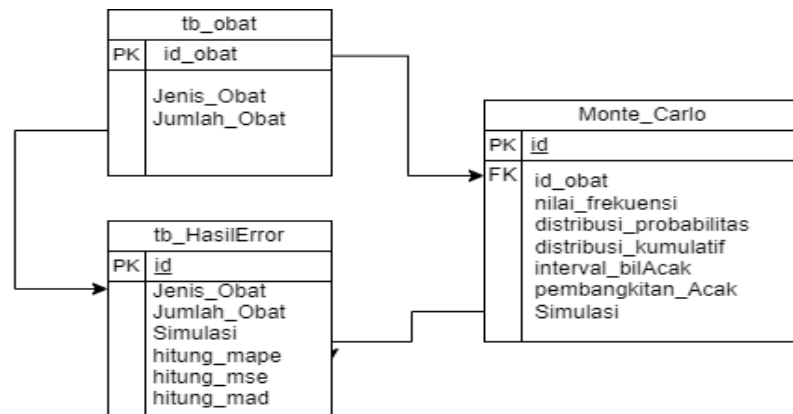 tb_obat
PK id_obat
Jenis_Obat
Jumlah_Obat
Monte_Carlo
PK id
FK id_obat
nilai_frekuensi
distribusi_probabilitas
distribusi_kumulatif
interval_bilAcak
pembangkitan_Acak
Simulasi
tb_HasilError
PK id
Jenis_Obat
Jumlah_Obat
Simulasi
hitung_mape
hitung_mse
hitung_mad